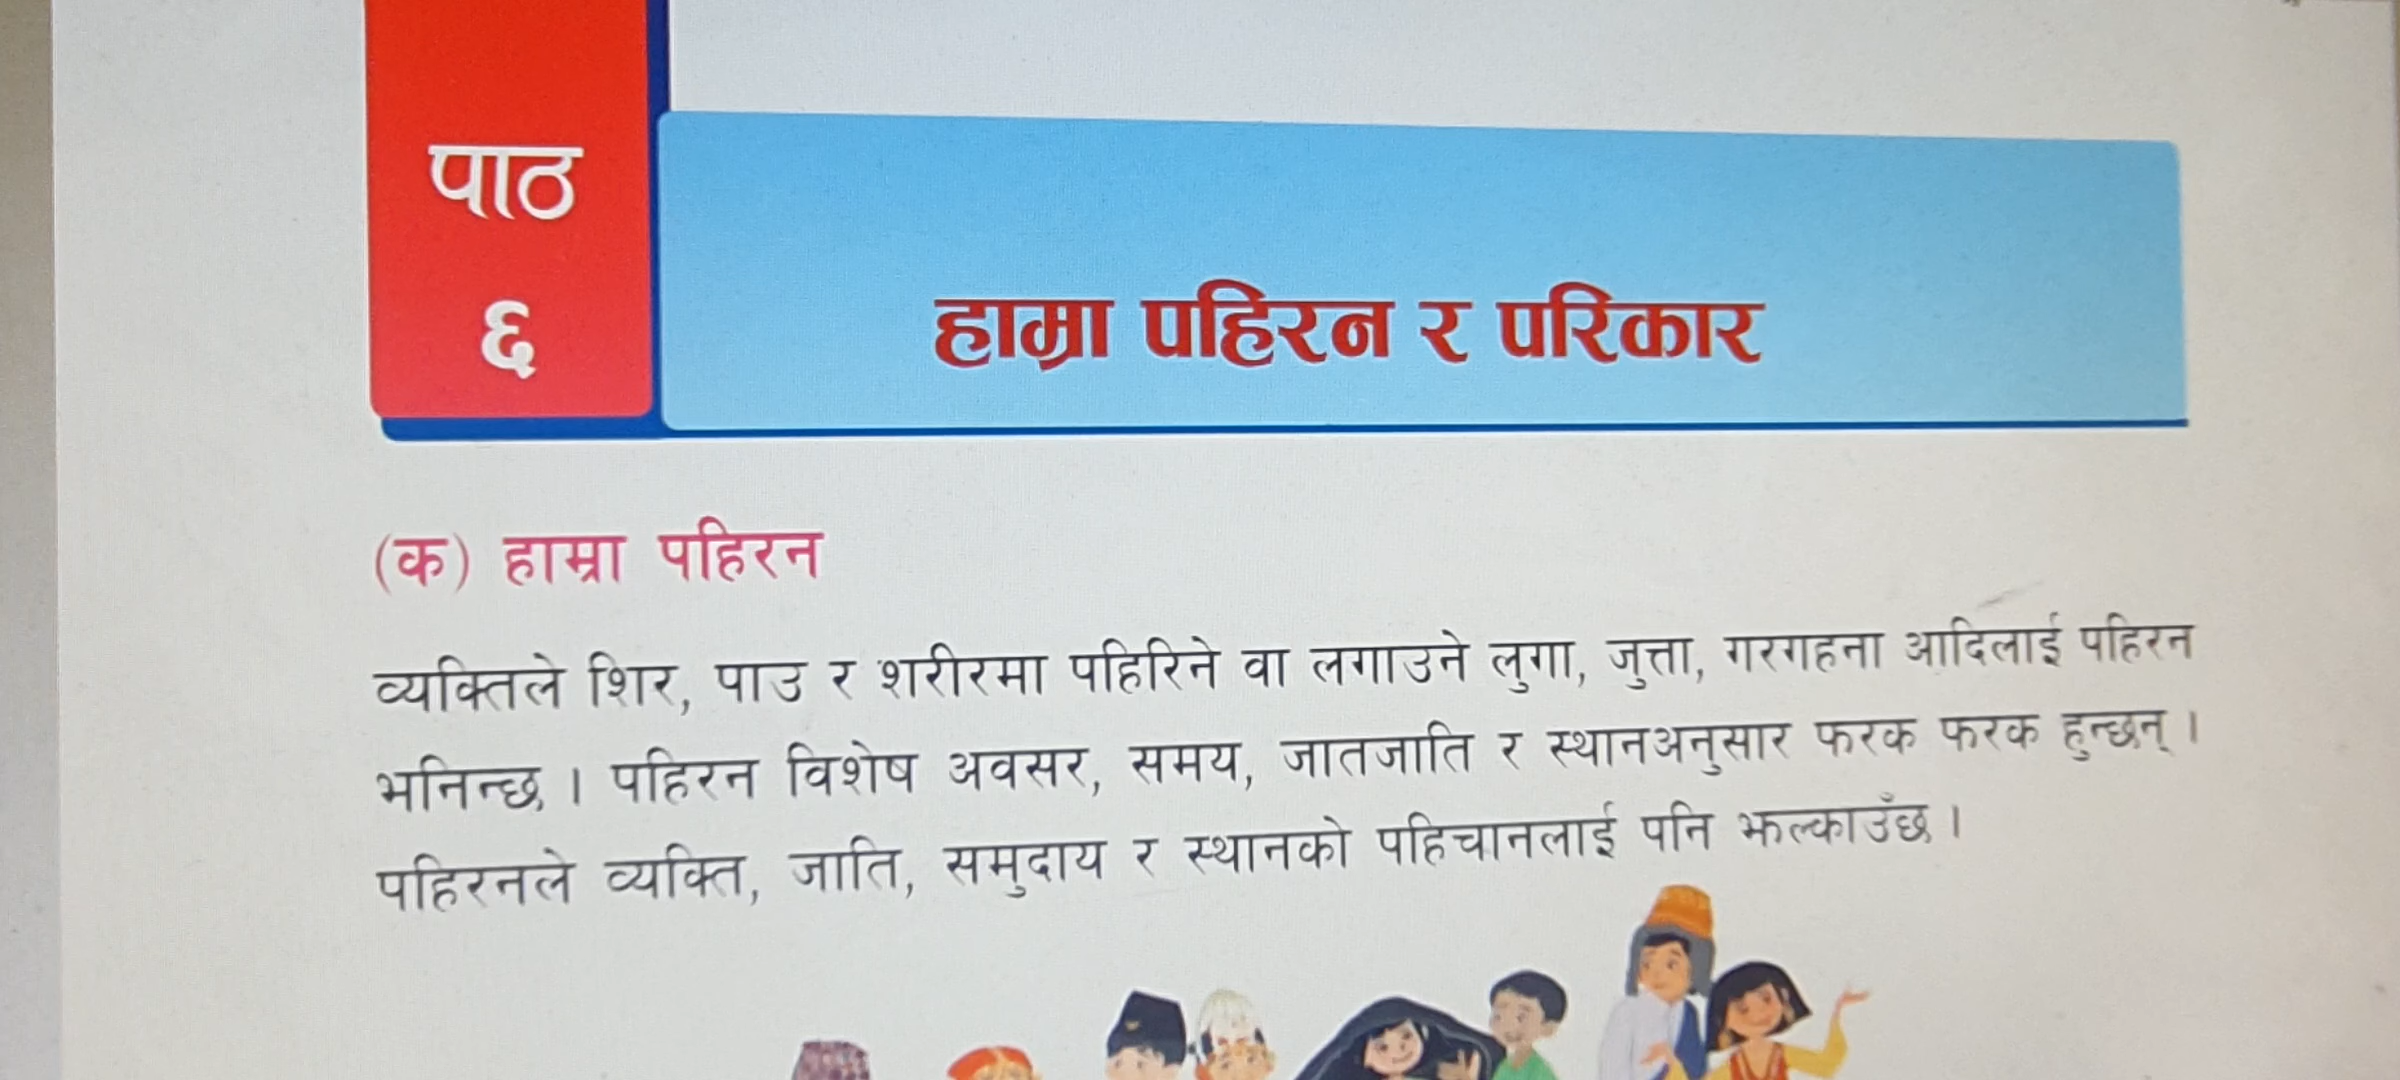 पाठ
६
हाम्रा पहिरन र परिकार
(क) हाम्रा पहिरन
व्यक्तिले शिर, पाउ र शरीरमा पहिरिने वा लगाउने लुगा, जुत्ता, गरगहना आदिलाई पहिरन
भनिन्छ । पहिरन विशेष अवसर, समय, जातजाति र स्थानअनुसार फरक फरक हुन्छन् ।
पहिरनले व्यक्ति, जाति, समुदाय र स्थानको पहिचानलाई पनि झल्काउँछ ।